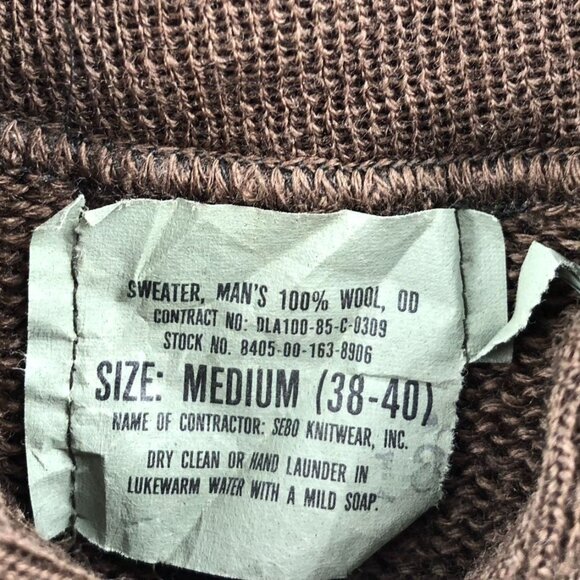 SWEATER, MAN'S 100% WOOL, OD
CONTRACT NO: DLA100-85-C-0309
STOCK NO. 8405-00-163-8906
SIZE: MEDIUM (38-40)
NAME OF CONTRACTOR: SEBO KNITWEAR, INC.
DRY CLEAN OR HAND LAUNDER IN
LUKEWARM WATER WITH A MILD SOAP.